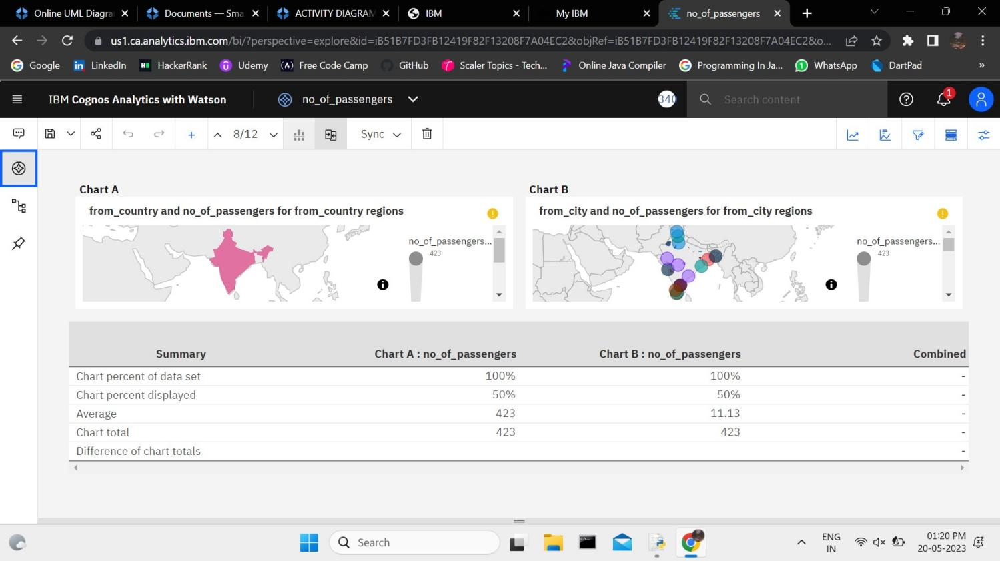 Online UML Diagra
Documents — Sma
ACTIVITY DIAGRAM
IBM
My IBM
no_of_passengers
us1.ca.analytics.ibm.com/bi/?perspective=explore&id=iB51B7FD3FB12419F82F13208F7A04EC2&objRef=iB51B7FD3FB12419F82F13208F7A04EC2&o...
Google
LinkedIn
HackerRank
Udemy
Free Code Camp
GitHub
Scaler Topics - Tech...
Online Java Compiler
Programming In Ja...
WhatsApp
DartPad
»
IBM Cognos Analytics with Watson
no_of_passengers
340
Search content
1
8/12
Sync
Chart A
Chart B
from_country and no_of_passengers for from_country regions
from_city and no_of_passengers for from_city regions
no_of_passengers...
423
no_of_passengers...
423
Summary Chart A : no_of_passengers Chart B : no_of_passengers Combined
Chart percent of data set 100% 100% -
Chart percent displayed 50% 50% -
Average 423 11.13 -
Chart total 423 423 -
Difference of chart totals -
Search
ENG
IN
01:20 PM
20-05-2023